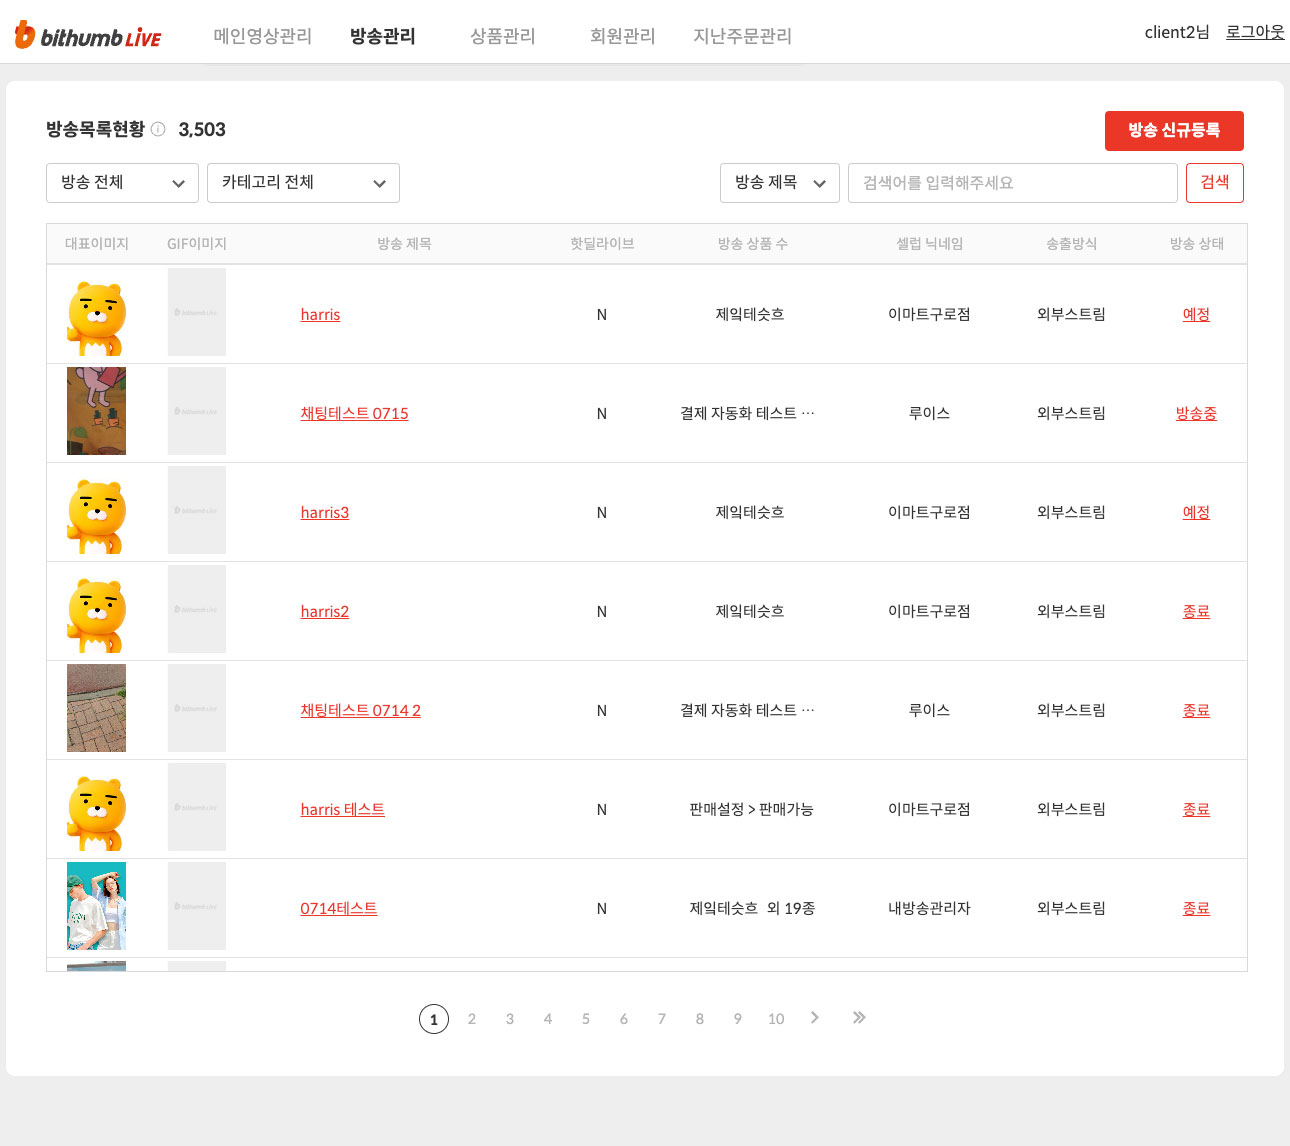 bithumb LIVE
메인영상관리 방송관리 상품관리 회원관리 지난주문관리
client2님 로그아웃
방송목록현황 3,503
방송 신규등록
방송 전체 카테고리 전체 방송 제목 검색어를 입력해주세요 검색
대표이미지 GIF이미지 방송 제목 핫딜라이브 방송 상품 수 셀럽 닉네임 송출방식 방송 상태
bithumb LIVE harris N 제일테슷흐 이마트구로점 외부스트림 예정
bithumb LIVE 채팅테스트 0715 N 결제 자동화 테스트 … 루이스 외부스트림 방송중
bithumb LIVE harris3 N 제일테슷흐 이마트구로점 외부스트림 예정
bithumb LIVE harris2 N 제일테슷흐 이마트구로점 외부스트림 종료
bithumb LIVE 채팅테스트 0714 2 N 결제 자동화 테스트 … 루이스 외부스트림 종료
bithumb LIVE harris 테스트 N 판매설정 > 판매가능 이마트구로점 외부스트림 종료
bithumb LIVE 0714테스트 N 제일테슷흐 외 19종 내방송관리자 외부스트림 종료
1 2 3 4 5 6 7 8 9 10